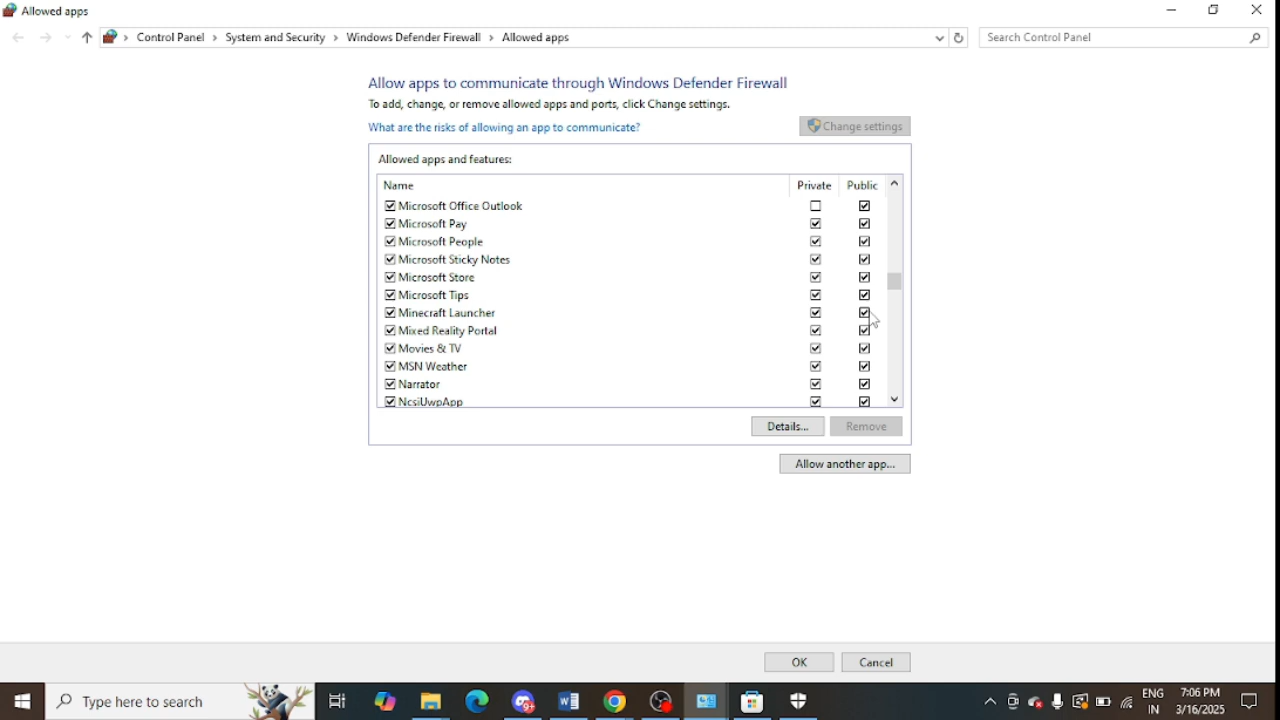 Allowed apps
Control Panel > System and Security > Windows Defender Firewall > Allowed apps
Search Control Panel
Allow apps to communicate through Windows Defender Firewall
To add, change, or remove allowed apps and ports, click Change settings.
What are the risks of allowing an app to communicate?
Change settings
Allowed apps and features:
Name Private Public
Microsoft Office Outlook
Microsoft Pay
Microsoft People
Microsoft Sticky Notes
Microsoft Store
Microsoft Tips
Minecraft Launcher
Mixed Reality Portal
Movies & TV
MSN Weather
Narrator
NcsiUwpApp
Details... Remove
Allow another app...
OK Cancel
Type here to search
9+
ENG 7:06 PM
IN 3/16/2025